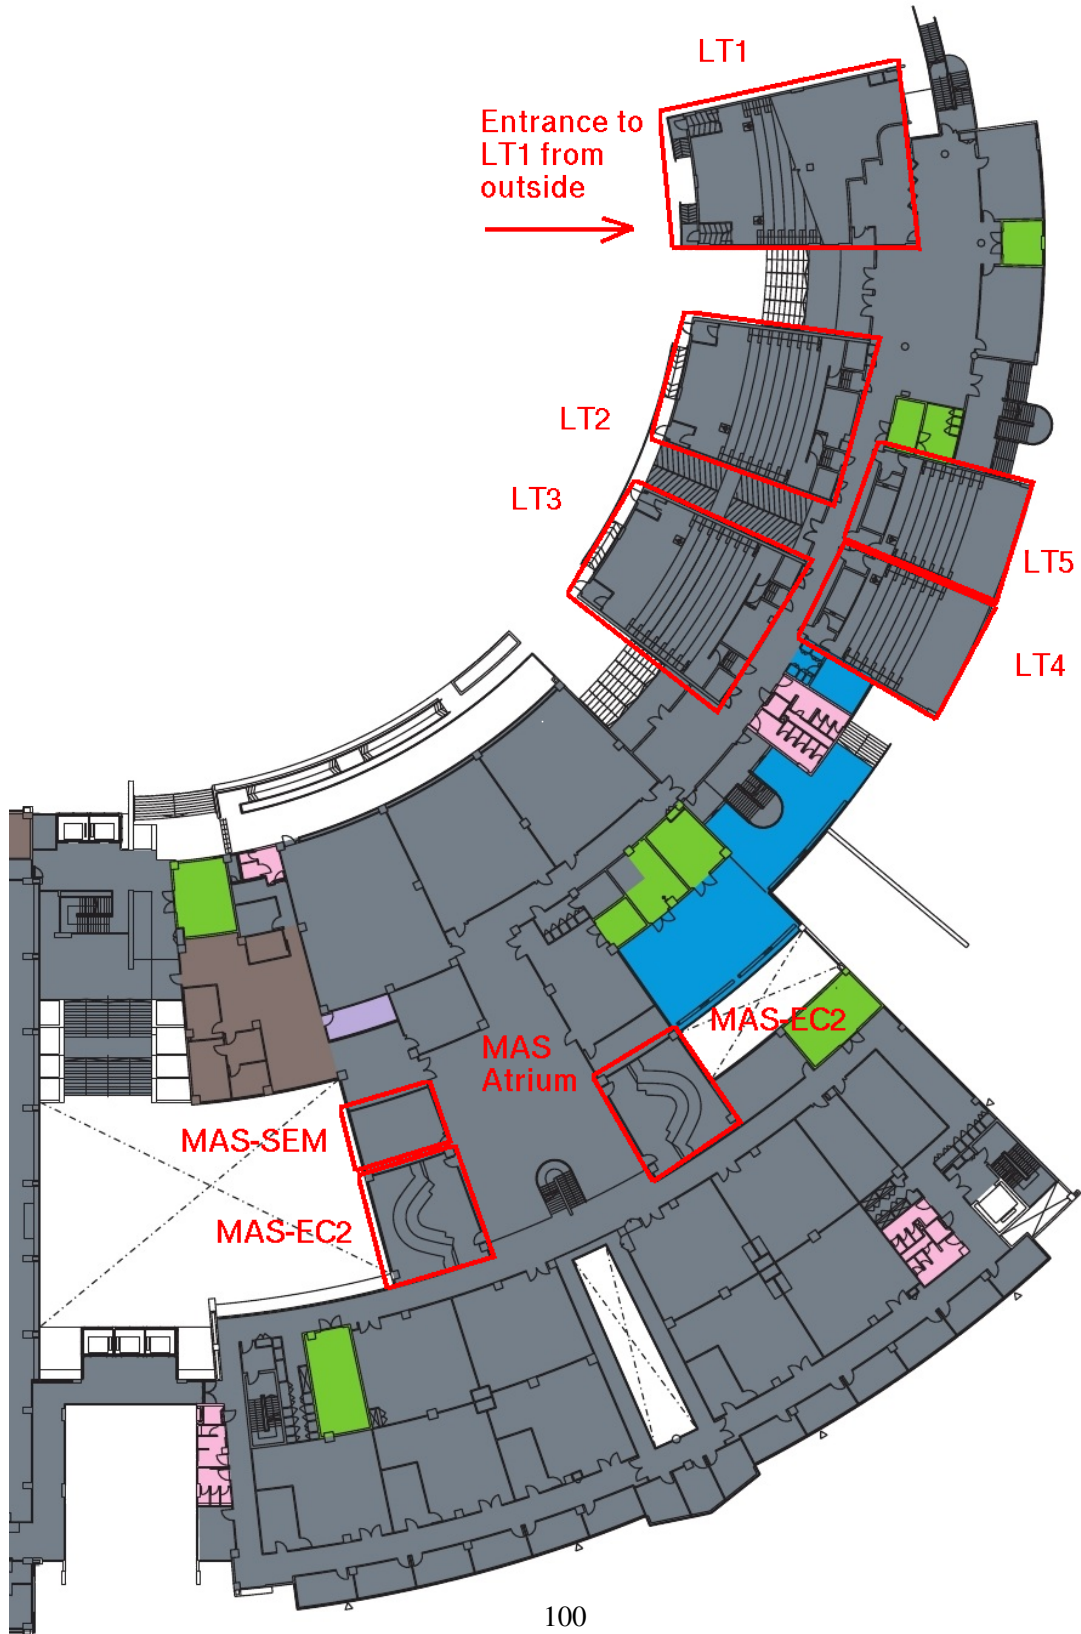 LT1
Entrance to
LT1 from
outside
LT2
LT3
LT5
LT4
MAS-EC2
MAS
Atrium
MAS-SEM
MAS-EC2
100